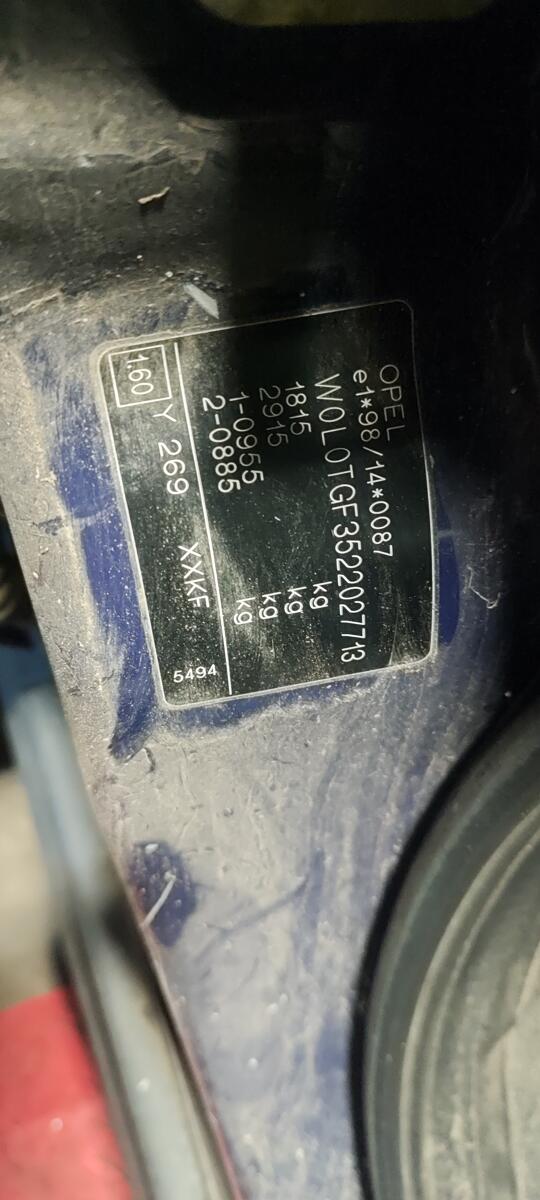 OPEL
e1*98/14*0087
W0L0TGF3522027713
1815 kg
2915 kg
1-0955 kg
2-0885 kg
1.60 Y 269 XXKF 5494